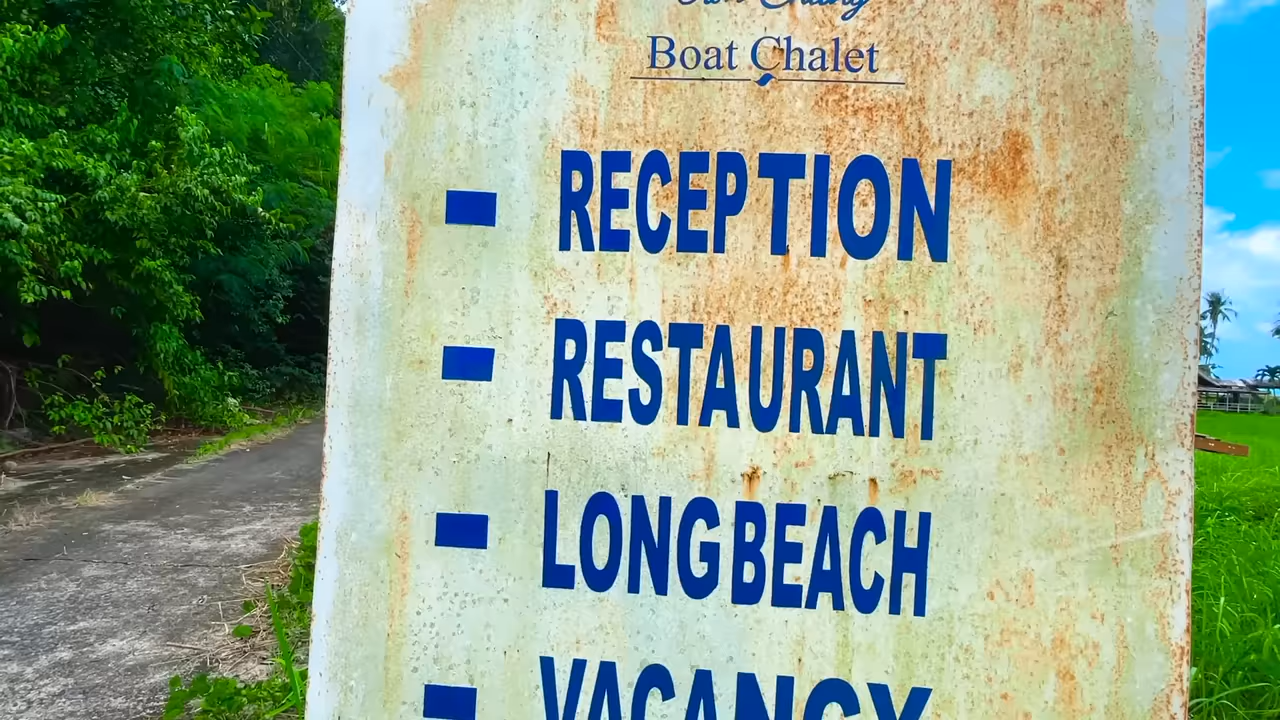 Boat Chalet
- RECEPTION
- RESTAURANT
- LONG BEACH
- VACANCY